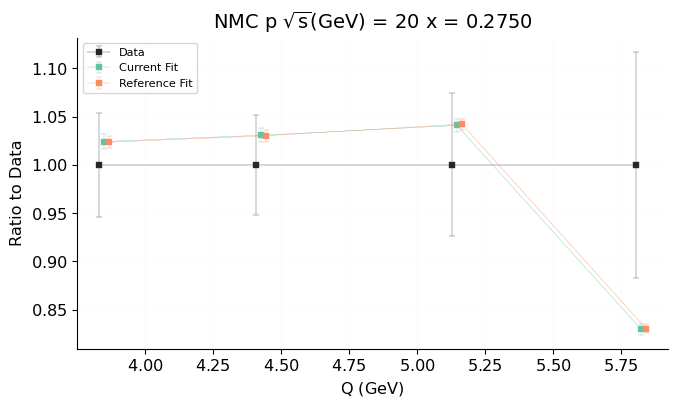 NMC p √s(GeV) = 20 x = 0.2750
Data
Current Fit
Reference Fit
Ratio to Data
1.10
1.05
1.00
0.95
0.90
0.85
4.00 4.25 4.50 4.75 5.00 5.25 5.50 5.75
Q (GeV)